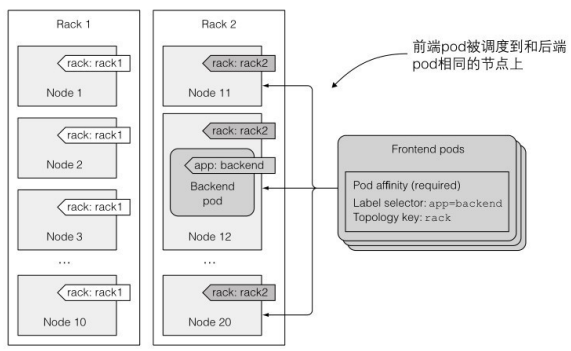 Rack 1
rack: rack1
Node 1
rack: rack1
Node 2
rack: rack1
Node 3
...
rack: rack1
Node 10
Rack 2
rack: rack2
Node 11
rack: rack2
app: backend
Backend
pod
Node 12
...
rack: rack2
Node 20
前端pod被调度到和后端
pod相同的节点上
Frontend pods
Pod affinity (required)
Label selector: app=backend
Topology key: rack